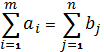 ∑_{i=1}^{m} a_i = ∑_{j=1}^{n} b_j